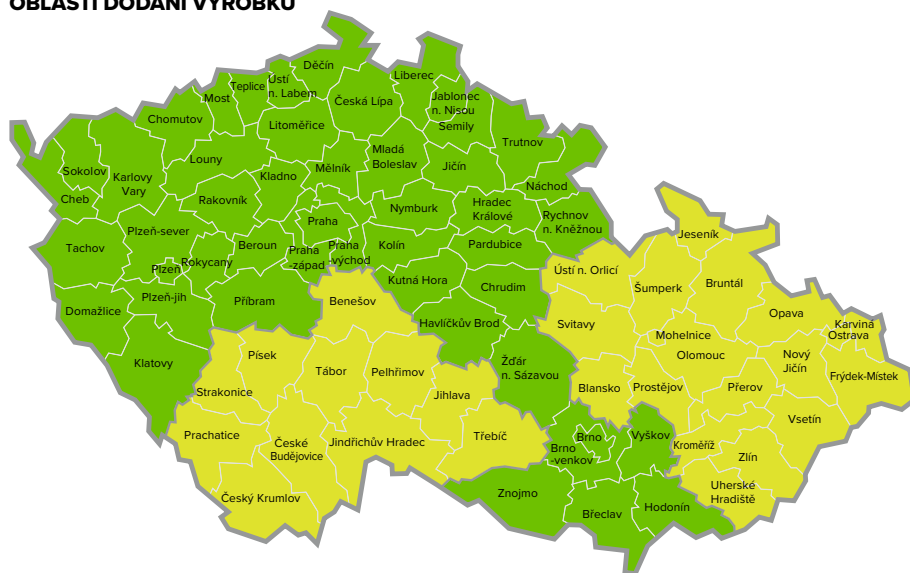 OBLASTI DODÁNÍ VÝROBKŮ
Děčín
Liberec
Teplice
Ústí
n. Labem
Most
Česká Lípa
Jablonec
n. Nisou
Semily
Chomutov
Litoměřice
Trutnov
Mladá
Boleslav
Louny
Mělník
Jičín
Sokolov
Karlovy
Vary
Kladno
Náchod
Cheb
Rakovník
Nymburk
Hradec
Králové
Rychnov
n. Kněžnou
Praha
Plzeň-sever
Jeseník
Tachov
Beroun
Praha
-západ
Praha
-východ
Kolín
Pardubice
Rokycany
Plzeň
Ústí n. Orlicí
Kutná Hora
Chrudim
Šumperk
Bruntál
Plzeň-jih
Příbram
Benešov
Domažlice
Opava
Havlíčkův Brod
Svitavy
Karviná
Ostrava
Mohelnice
Olomouc
Písek
Nový
Jičín
Klatovy
Žďár
n. Sázavou
Tábor
Pelhřimov
Frýdek-Místek
Strakonice
Jihlava
Blansko
Prostějov
Přerov
Vsetín
Prachatice
České
Budějovice
Jindřichův Hradec
Třebíč
Brno
Vyškov
Kroměříž
Brno
-venkov
Zlín
Český Krumlov
Znojmo
Uherské
Hradiště
Břeclav
Hodonín